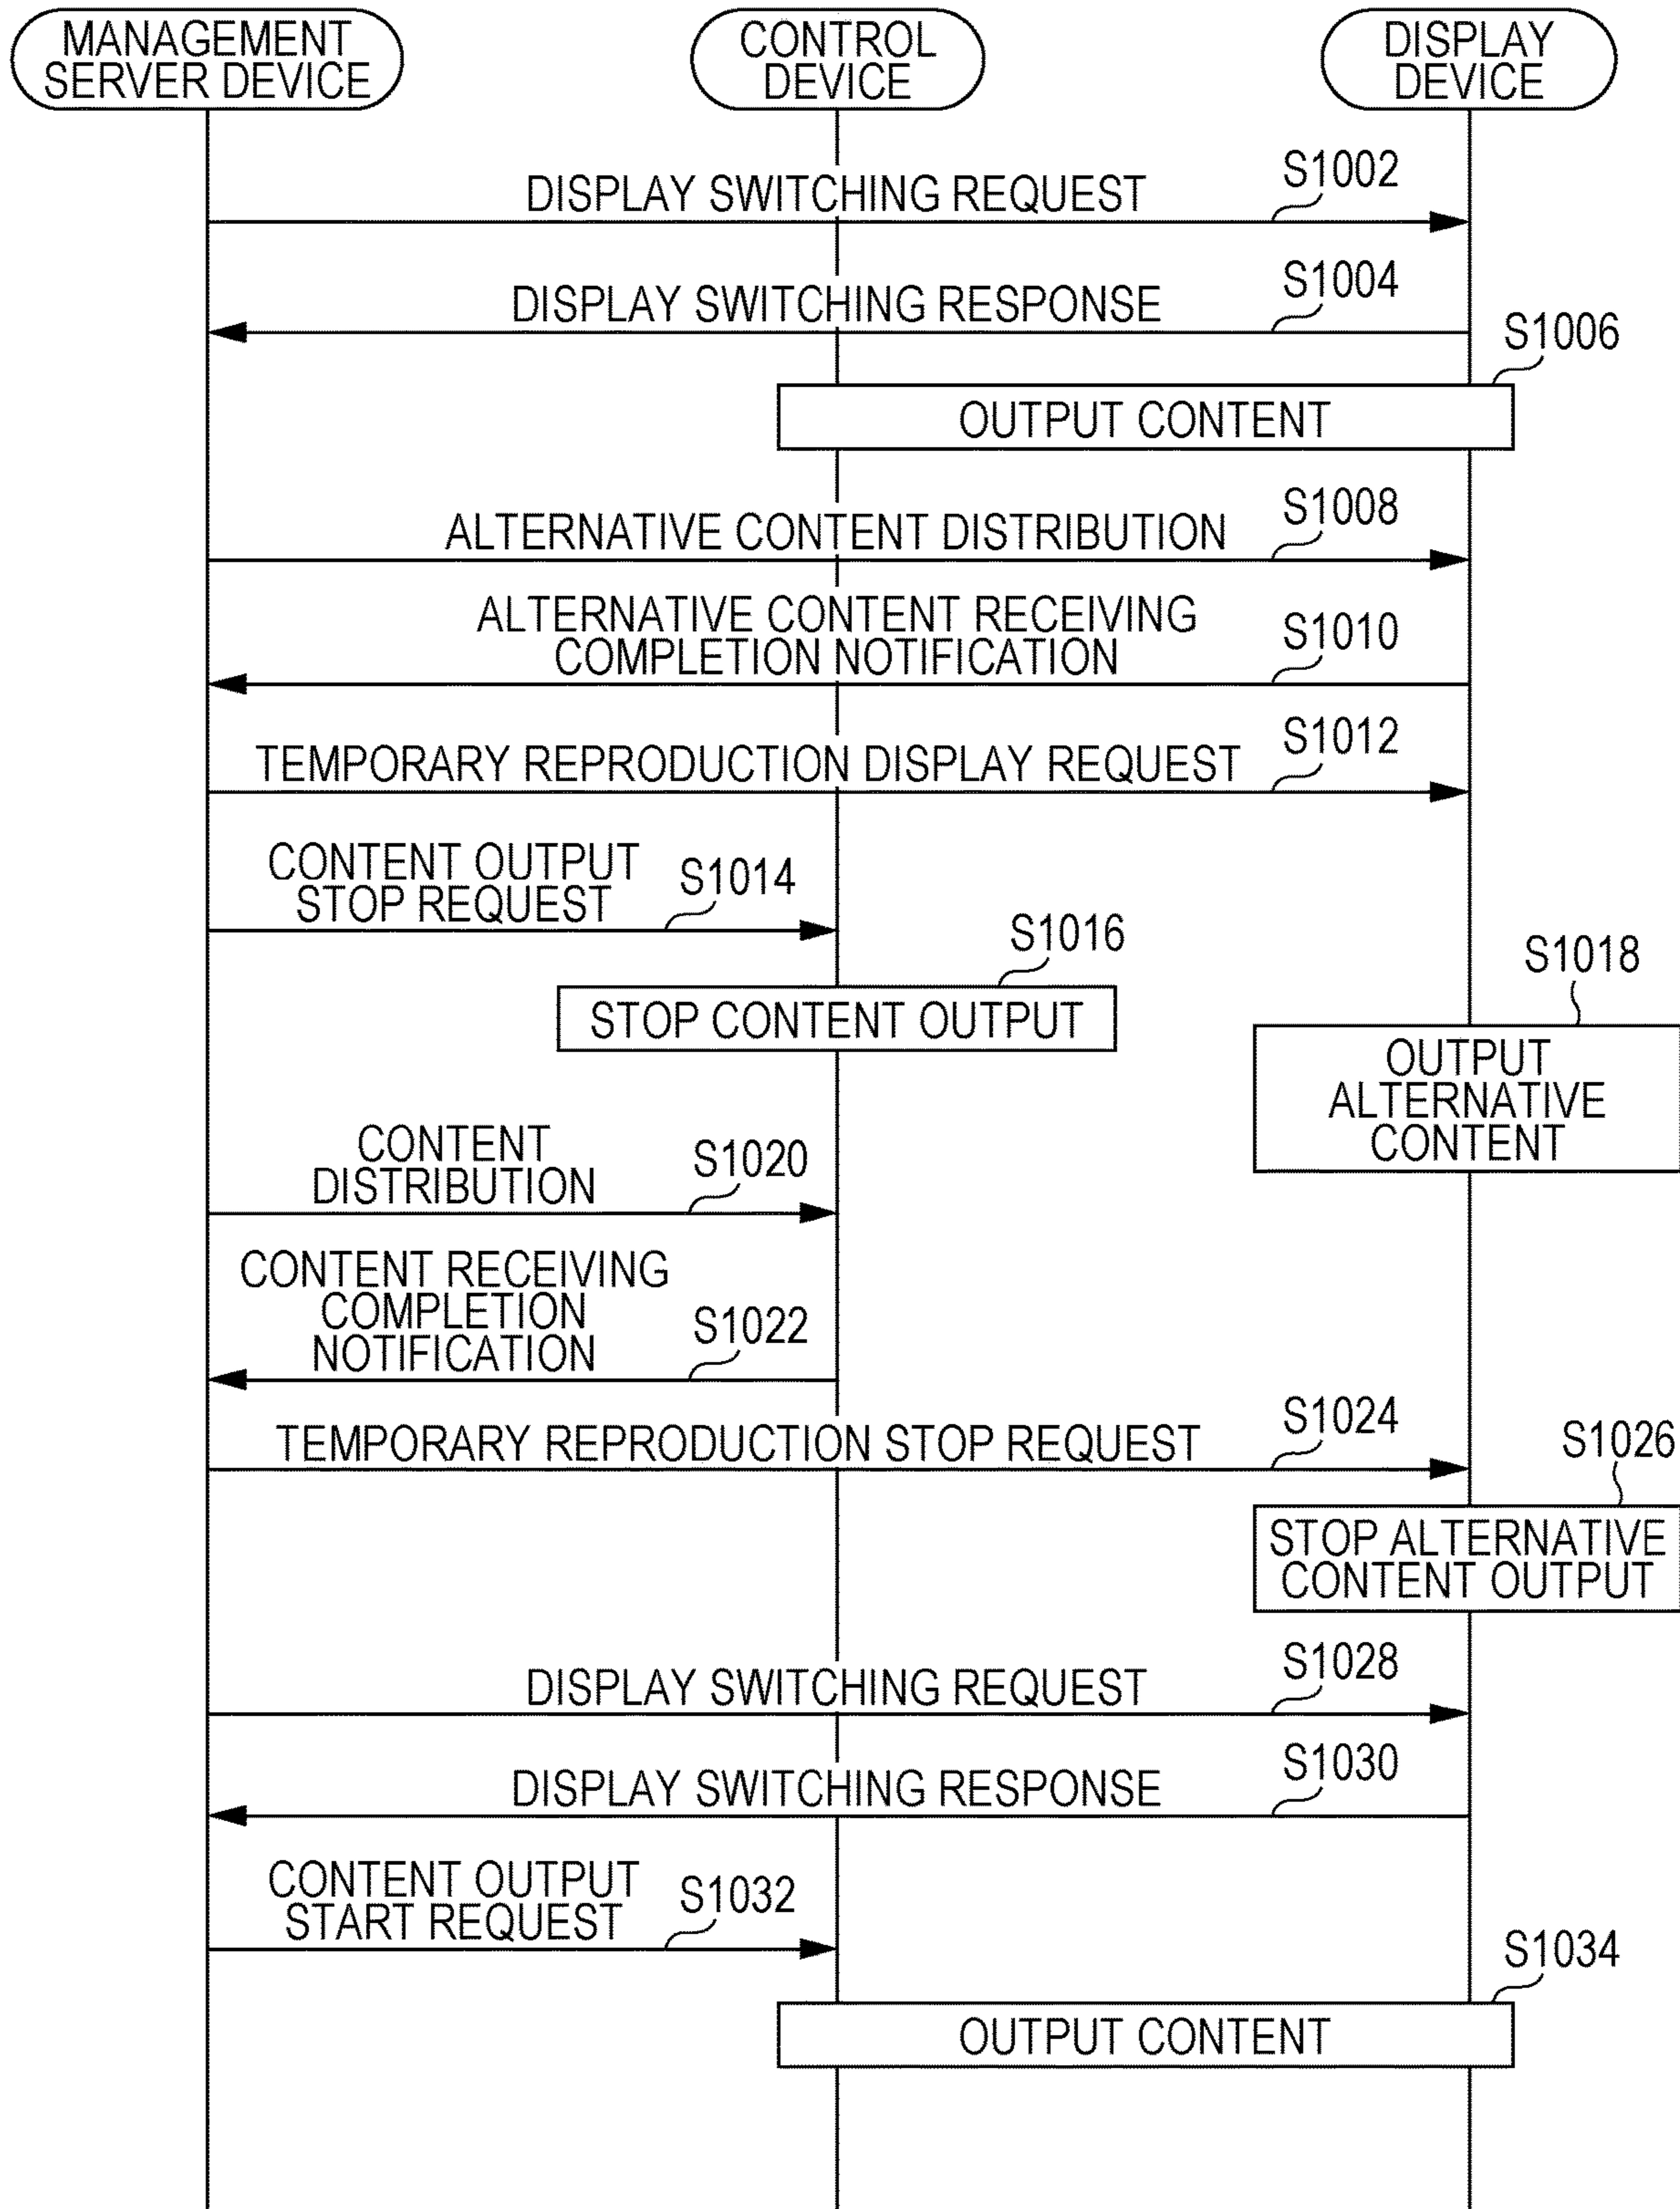 MANAGEMENT
SERVER DEVICE
CONTROL
DEVICE
DISPLAY
DEVICE
S1002
DISPLAY SWITCHING REQUEST
S1004
DISPLAY SWITCHING RESPONSE
S1006
OUTPUT CONTENT
S1008
ALTERNATIVE CONTENT DISTRIBUTION
ALTERNATIVE CONTENT RECEIVING
COMPLETION NOTIFICATION
S1010
S1012
TEMPORARY REPRODUCTION DISPLAY REQUEST
CONTENT OUTPUT
STOP REQUEST
S1014
S1016
STOP CONTENT OUTPUT
S1018
OUTPUT
ALTERNATIVE
CONTENT
CONTENT
DISTRIBUTION
S1020
CONTENT RECEIVING
COMPLETION
NOTIFICATION
S1022
S1024
TEMPORARY REPRODUCTION STOP REQUEST
S1026
STOP ALTERNATIVE
CONTENT OUTPUT
S1028
DISPLAY SWITCHING REQUEST
S1030
DISPLAY SWITCHING RESPONSE
CONTENT OUTPUT
START REQUEST
S1032
S1034
OUTPUT CONTENT